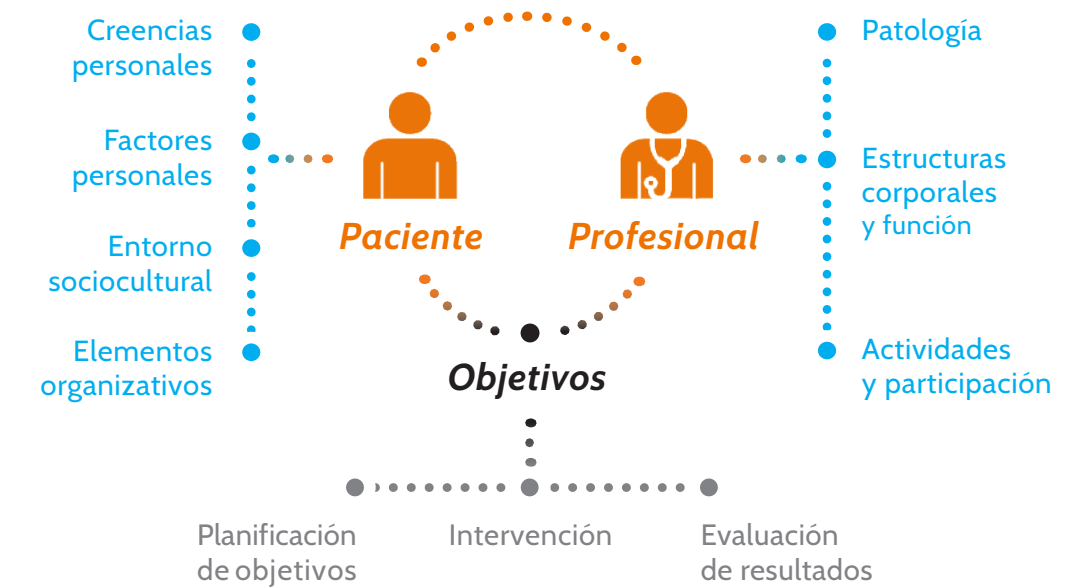 Creencias
personales
Factores
personales
Entorno
sociocultural
Elementos
organizativos
Paciente
Profesional
Patología
Estructuras
corporales
y función
Actividades
y participación
Objetivos
Planificación
de objetivos
Intervención
Evaluación
de resultados